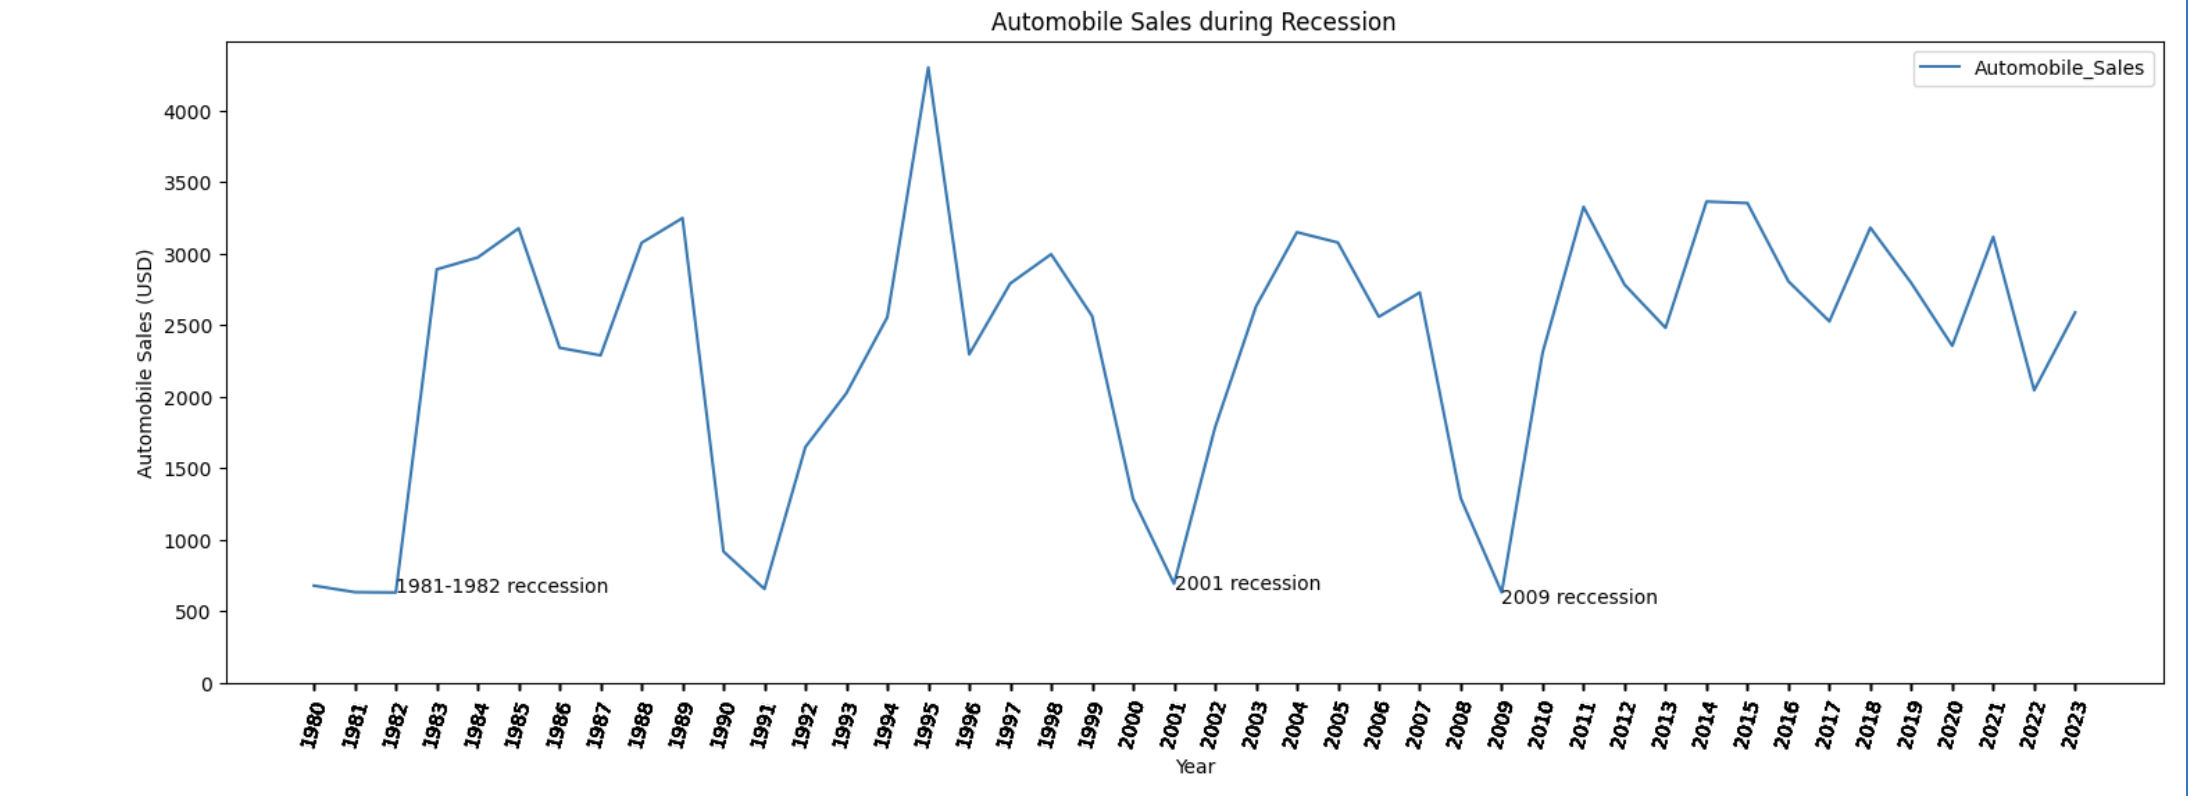 Automobile Sales during Recession
Automobile_Sales
Automobile Sales (USD)
4000
3500
3000
2500
2000
1500
1000
500
0
1981-1982 reccession
2001 recession
2009 reccession
1980 1981 1982 1983 1984 1985 1986 1987 1988 1989 1990 1991 1992 1993 1994 1995 1996 1997 1998 1999 2000 2001 2002 2003 2004 2005 2006 2007 2008 2009 2010 2011 2012 2013 2014 2015 2016 2017 2018 2019 2020 2021 2022 2023
Year